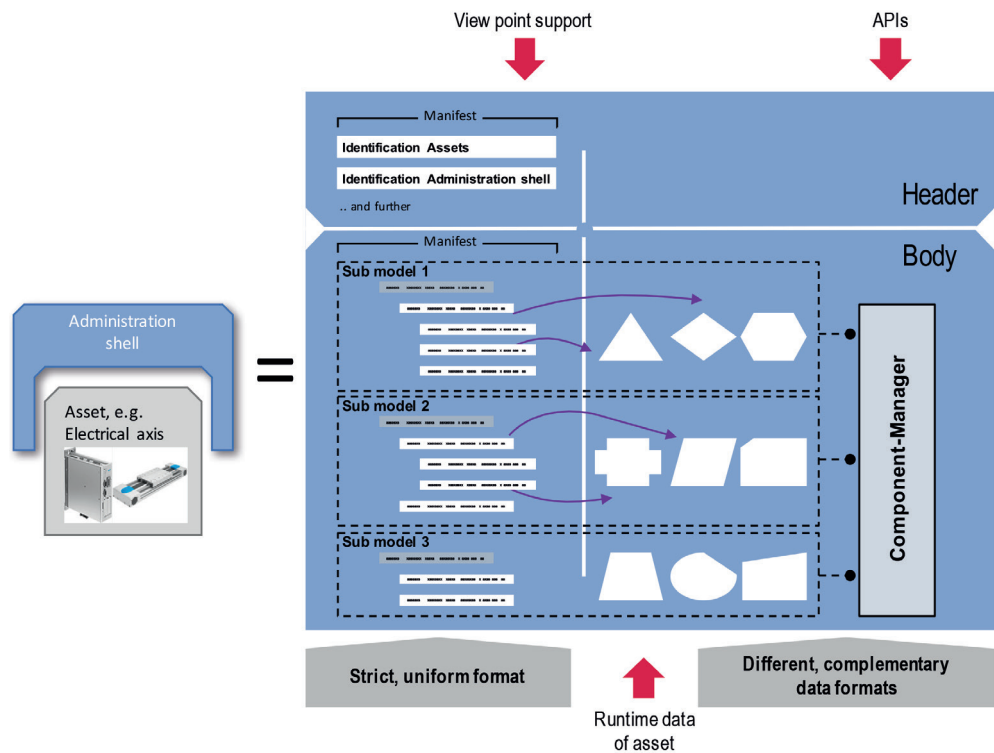 View point support
APIs
Manifest
Identification Assets
Identification Administration shell
.. and further
Header
Manifest
Body
Sub model 1
Administration
shell
=
Asset, e.g.
Electrical axis
Sub model 2
Sub model 3
Component-Manager
Strict, uniform format
Different, complementary
data formats
Runtime data
of asset